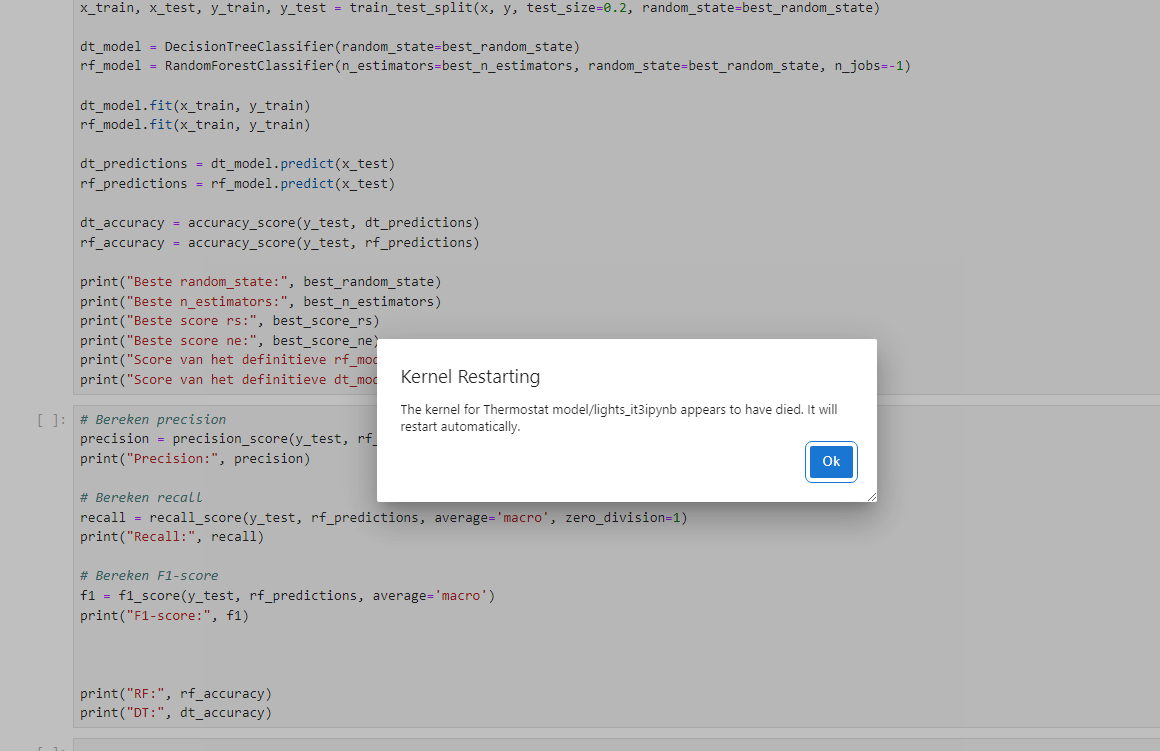 x_train, x_test, y_train, y_test = train_test_split(x, y, test_size=0.2, random_state=best_random_state)
dt_model = DecisionTreeClassifier(random_state=best_random_state)
rf_model = RandomForestClassifier(n_estimators=best_n_estimators, random_state=best_random_state, n_jobs=-1)
dt_model.fit(x_train, y_train)
rf_model.fit(x_train, y_train)
dt_predictions = dt_model.predict(x_test)
rf_predictions = rf_model.predict(x_test)
dt_accuracy = accuracy_score(y_test, dt_predictions)
rf_accuracy = accuracy_score(y_test, rf_predictions)
print("Beste random_state:", best_random_state)
print("Beste n_estimators:", best_n_estimators)
print("Beste score rs:", best_score_rs)
print("Beste score ne:", best_score_ne)
print("Score van het definitieve rf_mod
print("Score van het definitieve dt_mod
Kernel Restarting
The kernel for Thermostat model/lights_it3ipynb appears to have died. It will
restart automatically.
Ok
[ ]: # Bereken precision
precision = precision_score(y_test, rf_
print("Precision:", precision)
# Bereken recall
recall = recall_score(y_test, rf_predictions, average='macro', zero_division=1)
print("Recall:", recall)
# Bereken F1-score
f1 = f1_score(y_test, rf_predictions, average='macro')
print("F1-score:", f1)
print("RF:", rf_accuracy)
print("DT:", dt_accuracy)
[ ]: